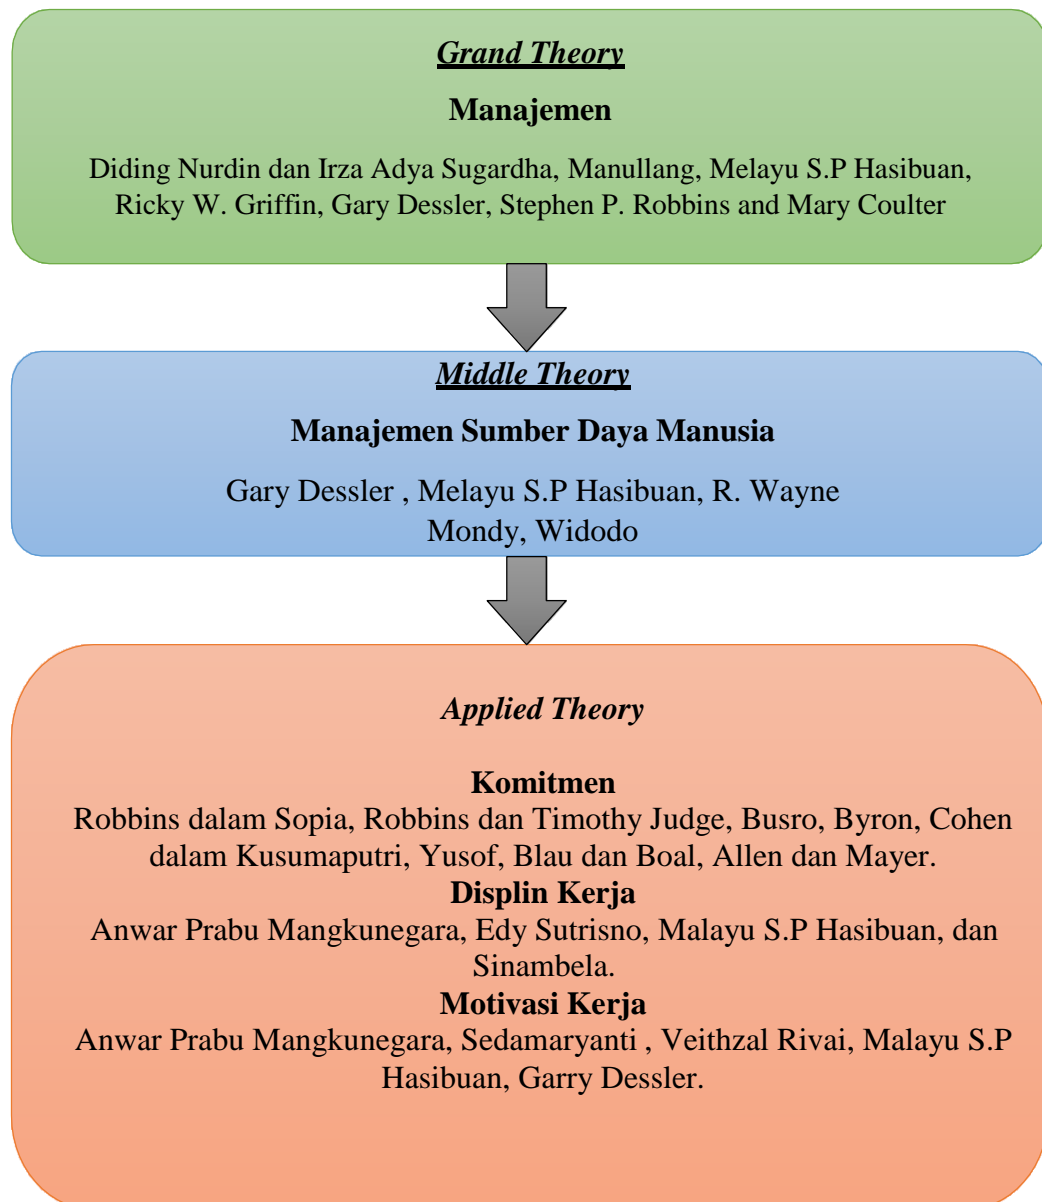 Grand Theory
Manajemen
Diding Nurdin dan Irza Adya Sugardha, Manullang, Melayu S.P Hasibuan,
Ricky W. Griffin, Gary Dessler, Stephen P. Robbins and Mary Coulter
Middle Theory
Manajemen Sumber Daya Manusia
Gary Dessler , Melayu S.P Hasibuan, R. Wayne
Mondy, Widodo
Applied Theory
Komitmen
Robbins dalam Sopia, Robbins dan Timothy Judge, Busro, Byron, Cohen
dalam Kusumaputri, Yusof, Blau dan Boal, Allen dan Mayer.
Displin Kerja
Anwar Prabu Mangkunegara, Edy Sutrisno, Malayu S.P Hasibuan, dan
Sinambela.
Motivasi Kerja
Anwar Prabu Mangkunegara, Sedamaryanti , Veithzal Rivai, Malayu S.P
Hasibuan, Garry Dessler.